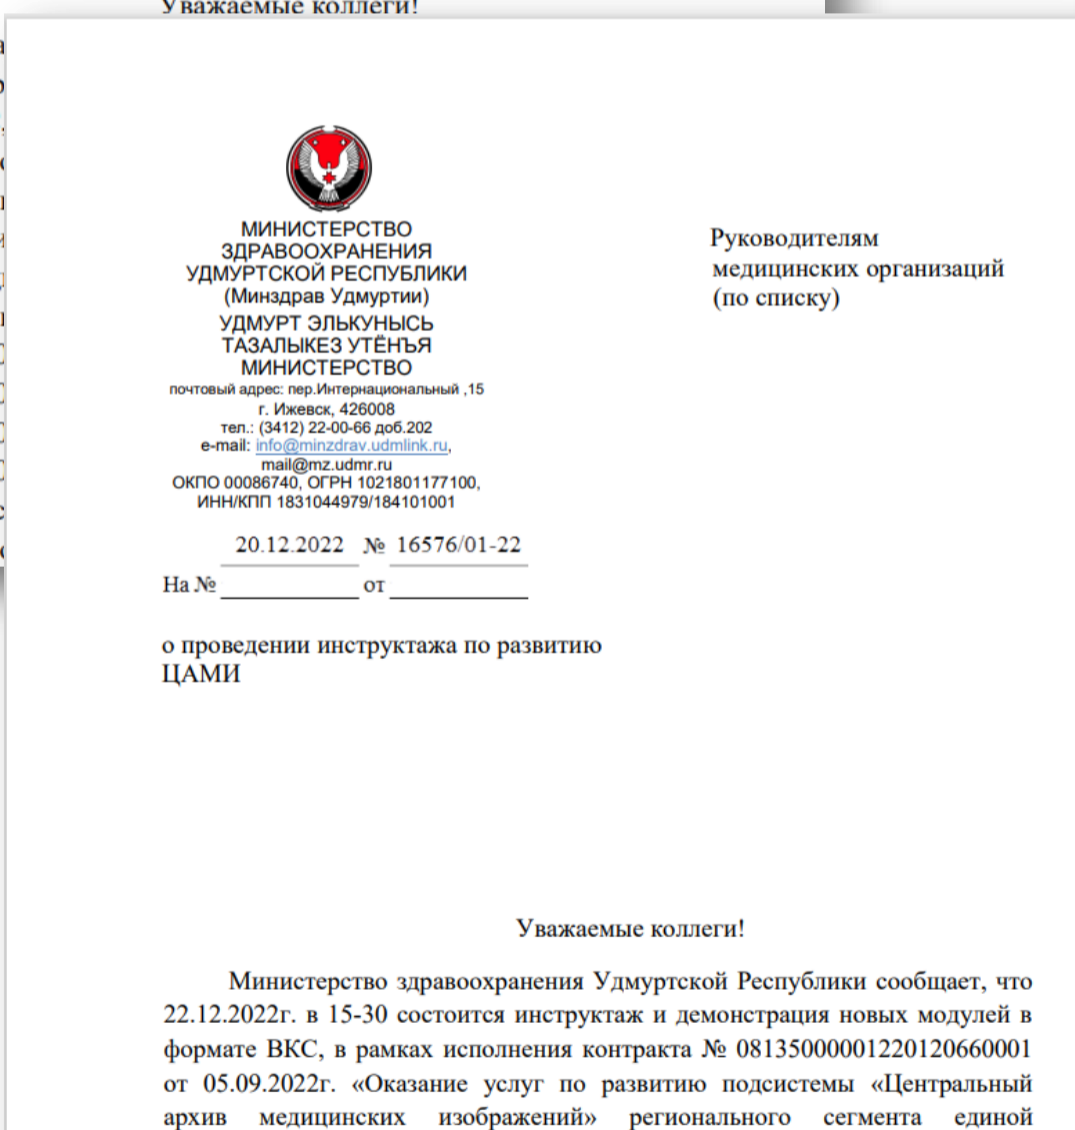 Уважаемые коллеги!
МИНИСТЕРСТВО
ЗДРАВООХРАНЕНИЯ
УДМУРТСКОЙ РЕСПУБЛИКИ
(Минздрав Удмуртии)
УДМУРТ ЭЛЬКУНЫСЬ
ТАЗАЛЫКЕЗ УТЁНЪЯ
МИНИСТЕРСТВО
почтовый адрес: пер.Интернациональный ,15
г. Ижевск, 426008
тел.: (3412) 22-00-66 доб.202
e-mail: info@minzdrav.udmlink.ru,
mail@mz.udmr.ru
ОКПО 00086740, ОГРН 1021801177100,
ИНН/КПП 1831044979/184101001
20.12.2022 № 16576/01-22
На № от
Руководителям
медицинских организаций
(по списку)
о проведении инструктажа по развитию
ЦАМИ
Уважаемые коллеги!
Министерство здравоохранения Удмуртской Республики сообщает, что
22.12.2022г. в 15-30 состоится инструктаж и демонстрация новых модулей в
формате ВКС, в рамках исполнения контракта № 08135000001220120660001
от 05.09.2022г. «Оказание услуг по развитию подсистемы «Центральный
архив медицинских изображений» регионального сегмента единой